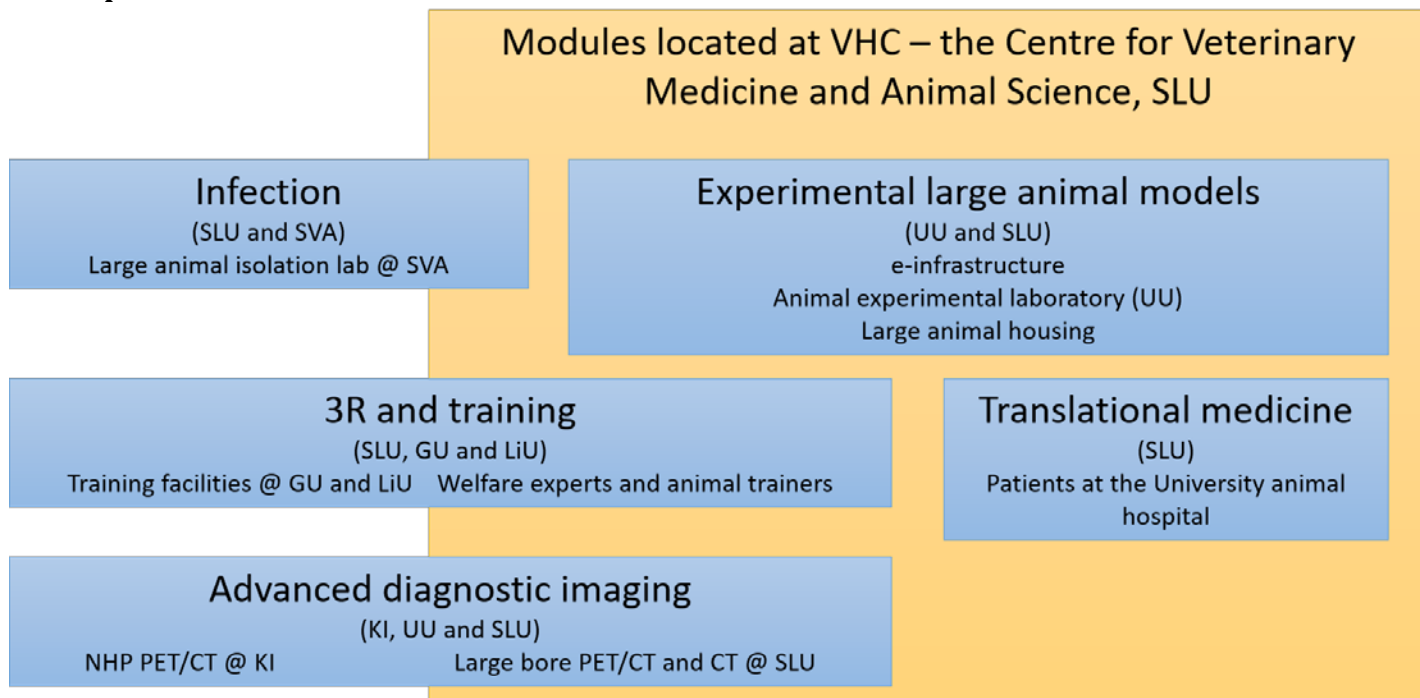 Modules located at VHC – the Centre for Veterinary
Medicine and Animal Science, SLU
Infection
(SLU and SVA)
Large animal isolation lab @ SVA
Experimental large animal models
(UU and SLU)
e-infrastructure
Animal experimental laboratory (UU)
Large animal housing
3R and training
(SLU, GU and LiU)
Training facilities @ GU and LiU Welfare experts and animal trainers
Translational medicine
(SLU)
Patients at the University animal
hospital
Advanced diagnostic imaging
(KI, UU and SLU)
NHP PET/CT @ KI Large bore PET/CT and CT @ SLU